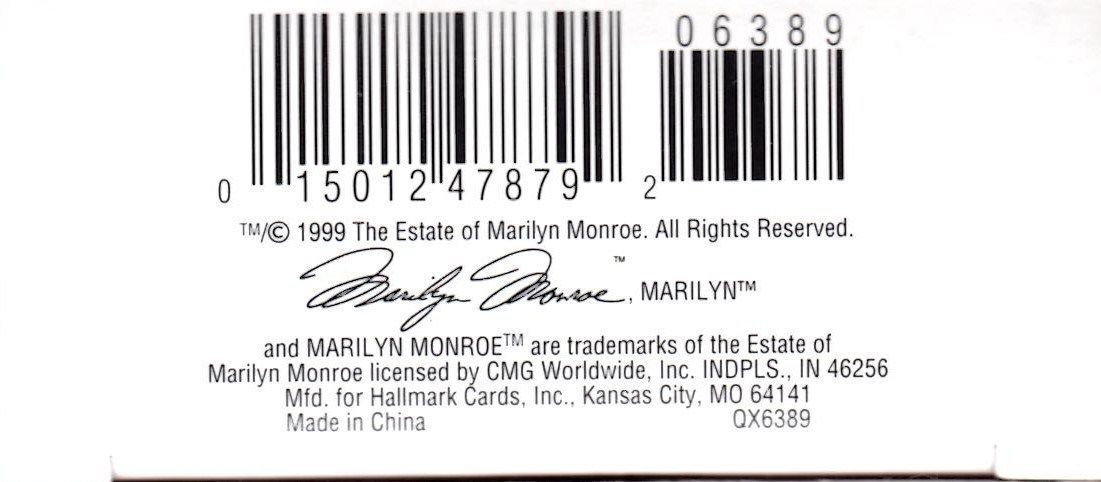 06389
0 15012 47879 2
TM/© 1999 The Estate of Marilyn Monroe. All Rights Reserved.
Marilyn Monroe™, MARILYN™
and MARILYN MONROE™ are trademarks of the Estate of
Marilyn Monroe licensed by CMG Worldwide, Inc. INDPLS., IN 46256
Mfd. for Hallmark Cards, Inc., Kansas City, MO 64141
Made in China QX6389